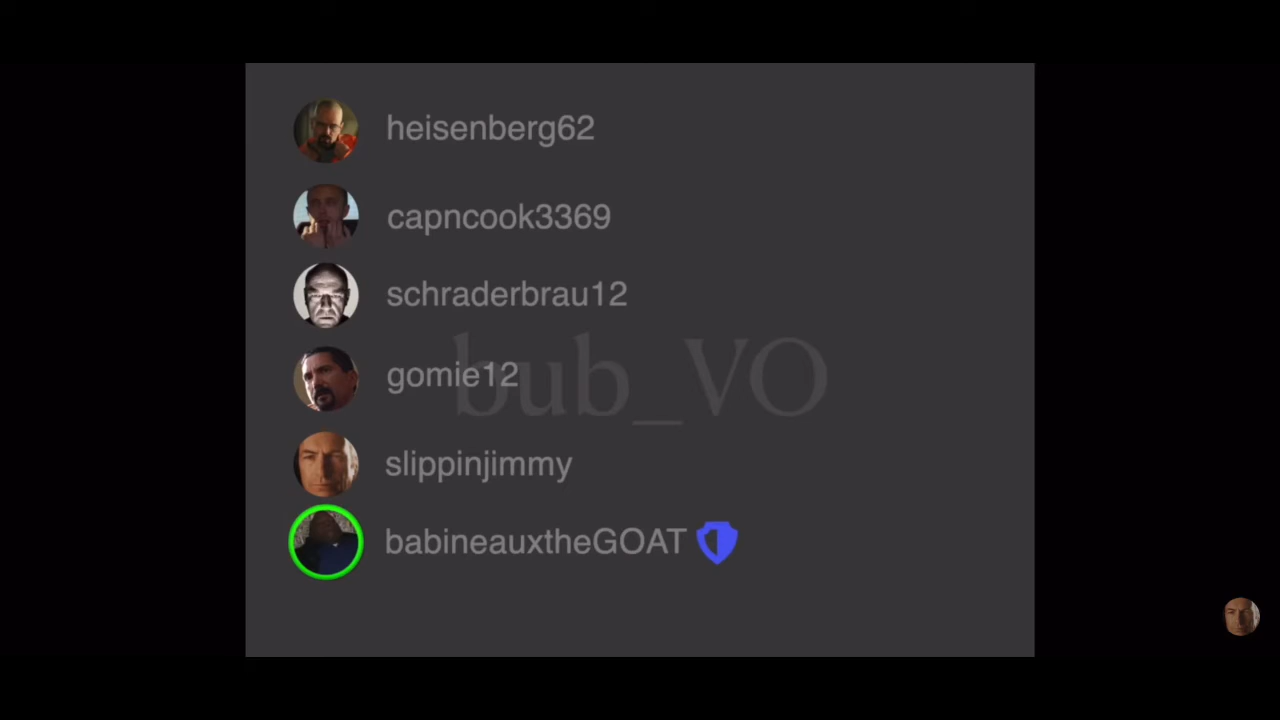 heisenberg62
capncook3369
schraderbrau12
bub_VO
gomie12
slippinjimmy
babineauxtheGOAT